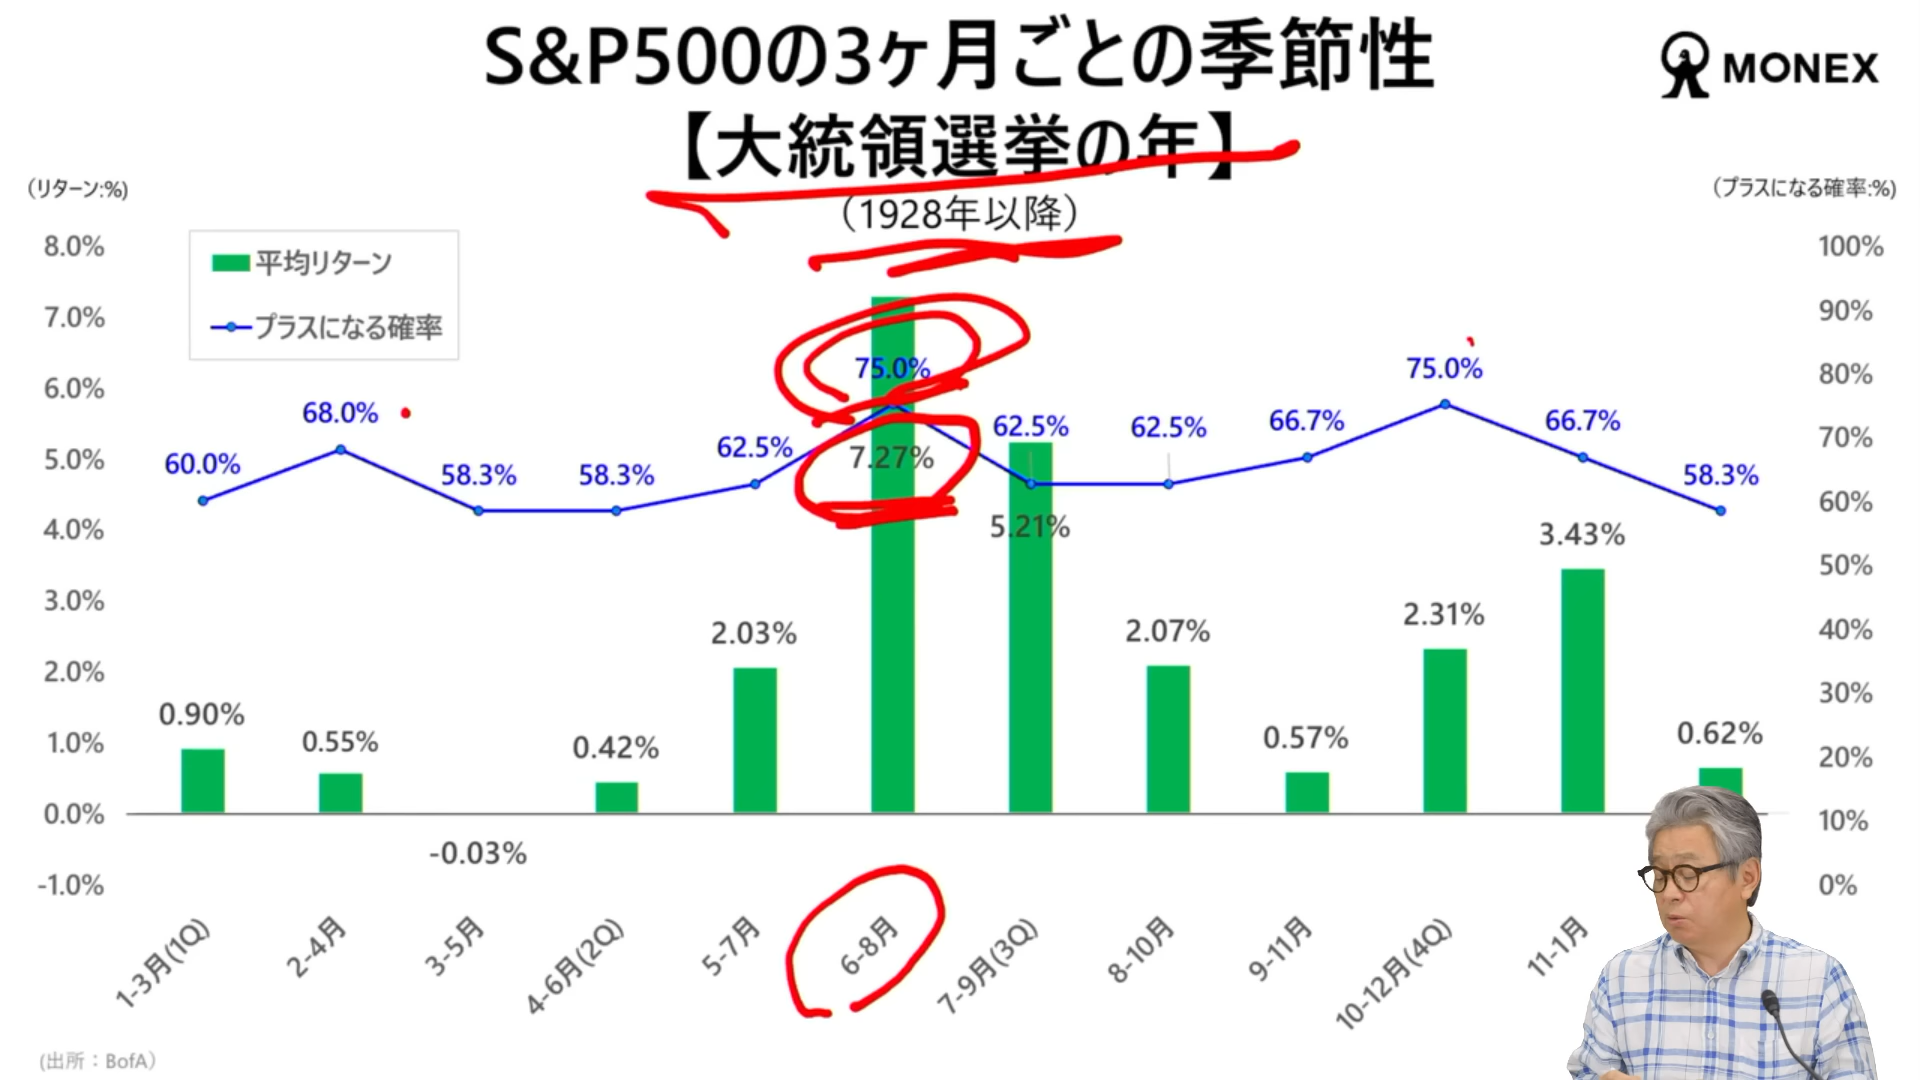 S&P500の3ヶ月ごとの季節性
【大統領選挙の年】
（1928年以降）
MONEX
（リターン:%）
（プラスになる確率:%）
平均リターン
プラスになる確率
8.0%
7.0%
6.0%
5.0%
4.0%
3.0%
2.0%
1.0%
0.0%
-1.0%
100%
90%
80%
70%
60%
50%
40%
30%
20%
10%
0%
60.0%
68.0%
58.3%
58.3%
62.5%
75.0%
62.5%
62.5%
66.7%
75.0%
66.7%
58.3%
0.90%
0.55%
-0.03%
0.42%
2.03%
7.27%
5.21%
2.07%
0.57%
2.31%
3.43%
0.62%
1-3月(1Q)
2-4月
3-5月
4-6月(2Q)
5-7月
6-8月
7-9月(3Q)
8-10月
9-11月
10-12月(4Q)
11-1月
(出所：BofA）